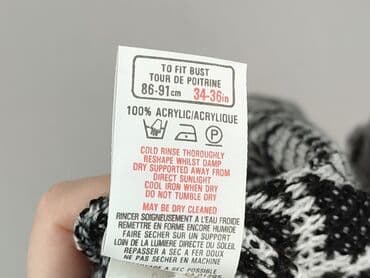 TO FIT BUST
TOUR DE POITRINE
86-91cm 34-36in
100% ACRYLIC/ACRYLIQUE
P
COLD RINSE THOROUGHLY
RESHAPE WHILST DAMP
DRY SUPPORTED AWAY FROM
DIRECT SUNLIGHT
COOL IRON WHEN DRY
DO NOT TUMBLE DRY
MAY BE DRY CLEANED
RINCER SOIGNEUSEMENT A L'EAU FROIDE
REMETTRE EN FORME ENCORE HUMIDE
FAIRE SECHER SUR UN SUPPORT
LOIN DE LA LUMIERE DIRECTE DU SOLEIL
REPASSER A SEC A FER DOUX
NE PAS SECHER EN TAMBOUR
A SEC POSSIBLE